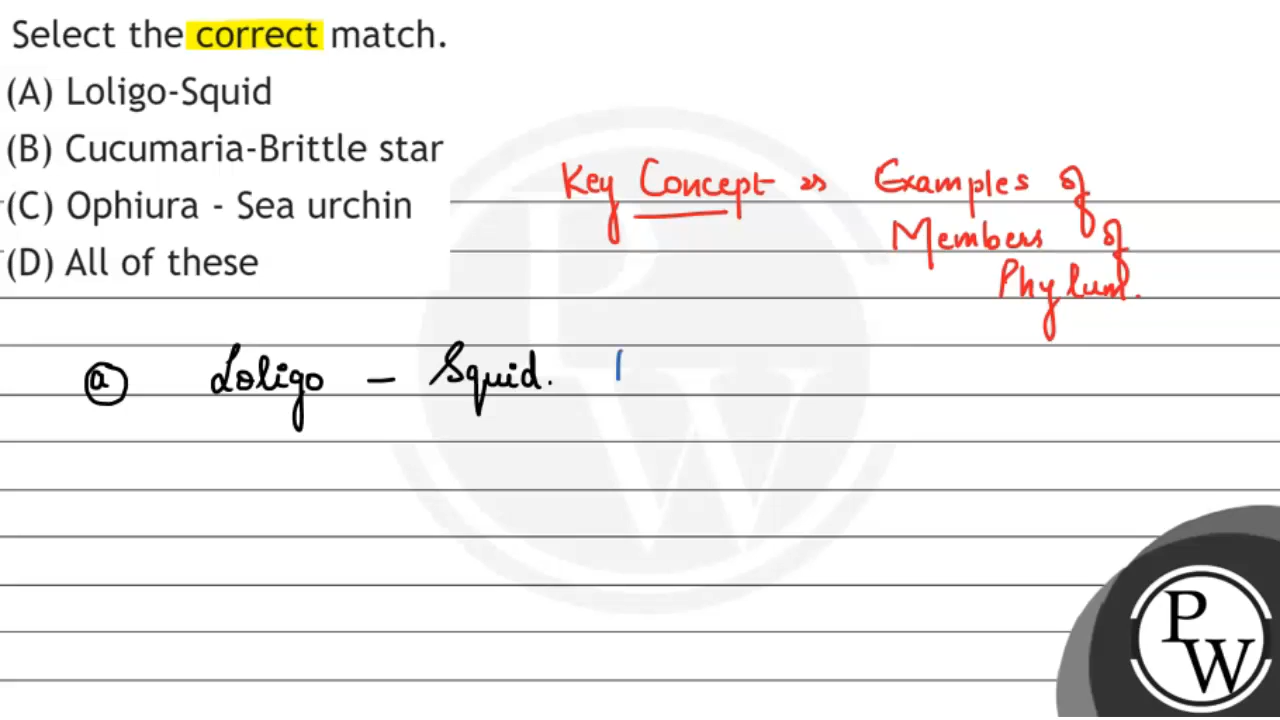 Select the correct match.
(A) Loligo-Squid
(B) Cucumaria-Brittle star
(C) Ophiura - Sea urchin
(D) All of these
Key Concept » Examples of
Members of
Phylum.
(a) Loligo - Squid.
P
W
P
W